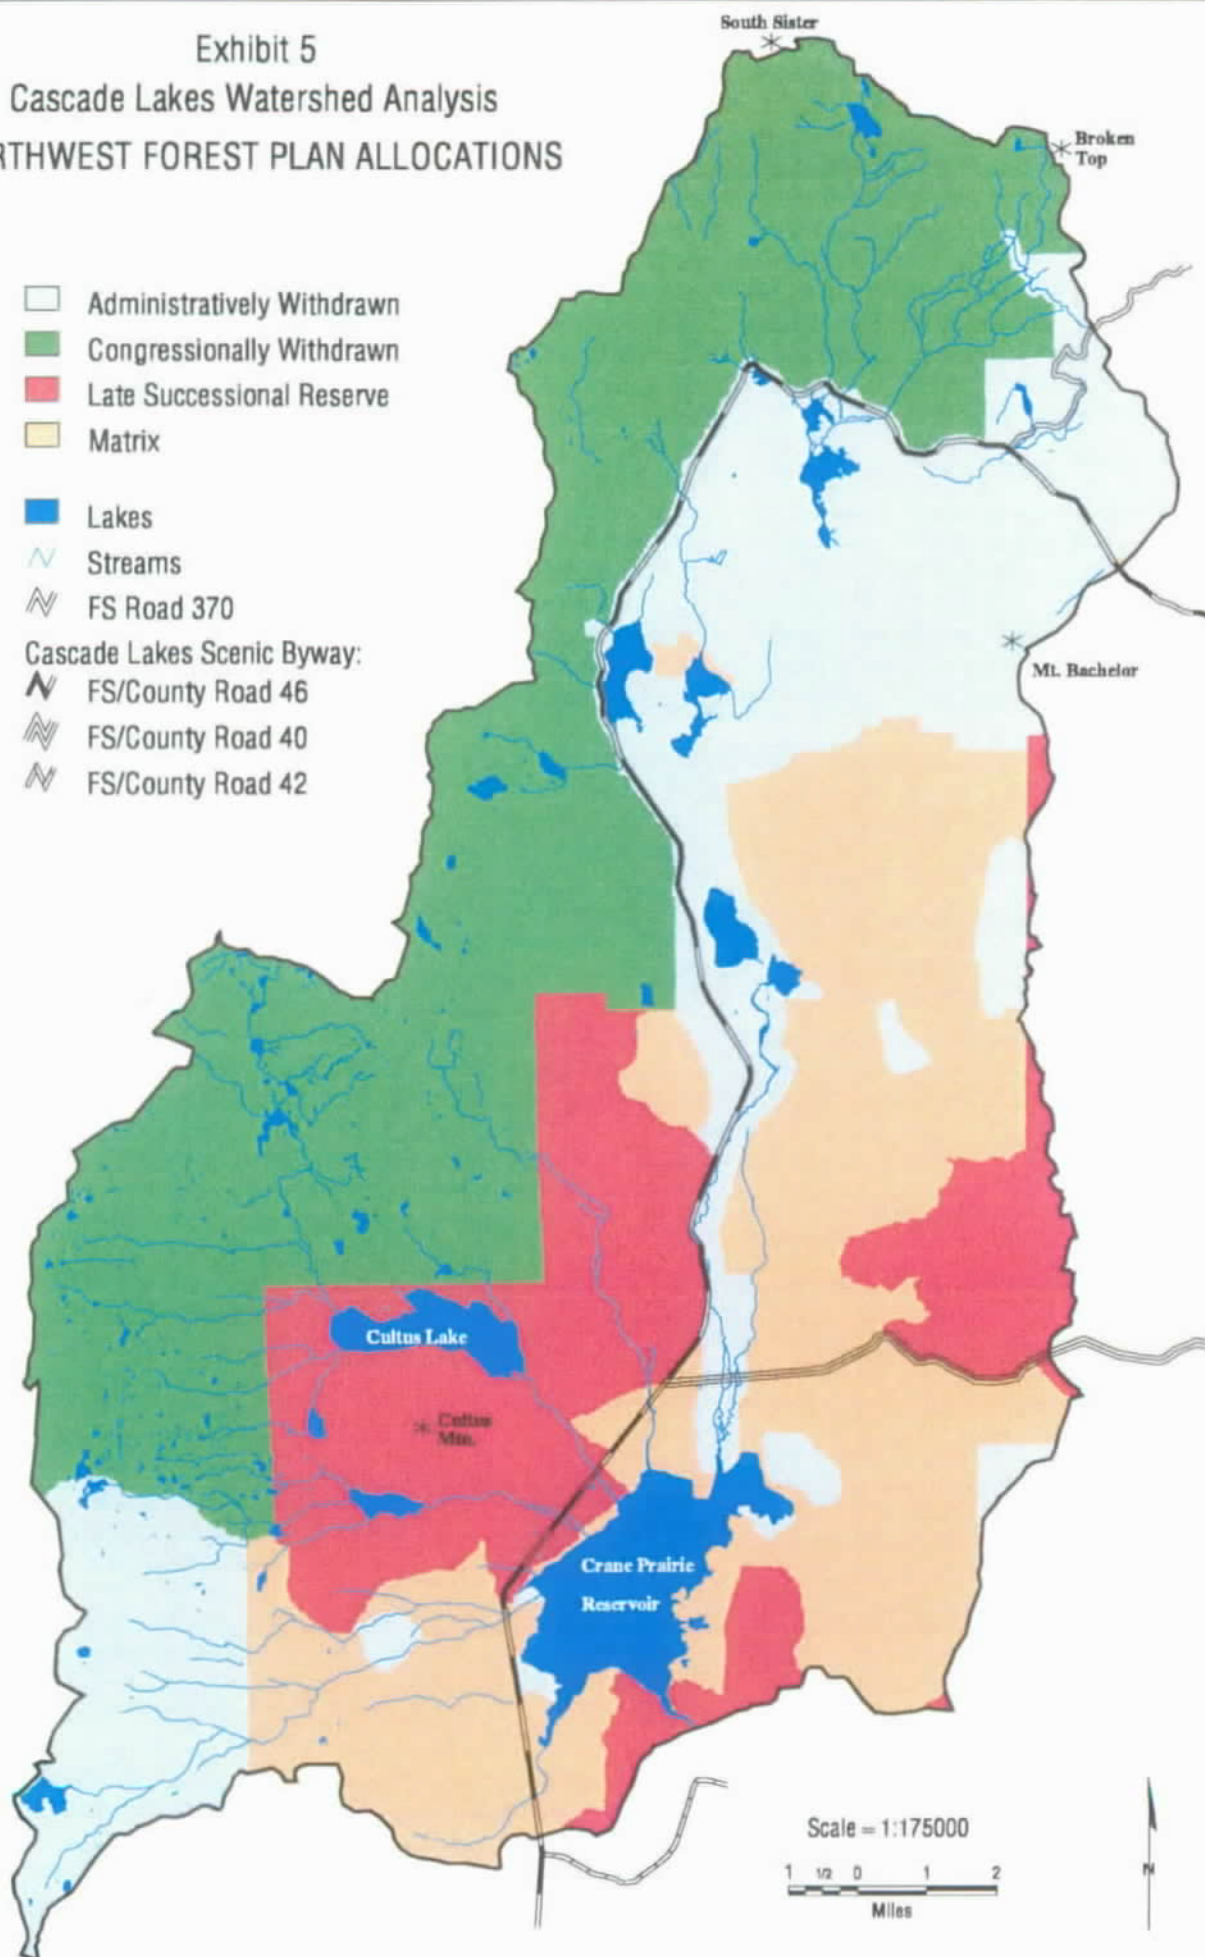 Exhibit 5
Cascade Lakes Watershed Analysis
RTHWEST FOREST PLAN ALLOCATIONS
Administratively Withdrawn
Congressionally Withdrawn
Late Successional Reserve
Matrix
Lakes
Streams
FS Road 370
Cascade Lakes Scenic Byway:
FS/County Road 46
FS/County Road 40
FS/County Road 42
South Sister
Broken
Top
Mt. Bachelor
Cultus Lake
Cultus
Mtn.
Crane Prairie
Reservoir
Scale = 1:175000
1 1/2 0 1 2
Miles
N